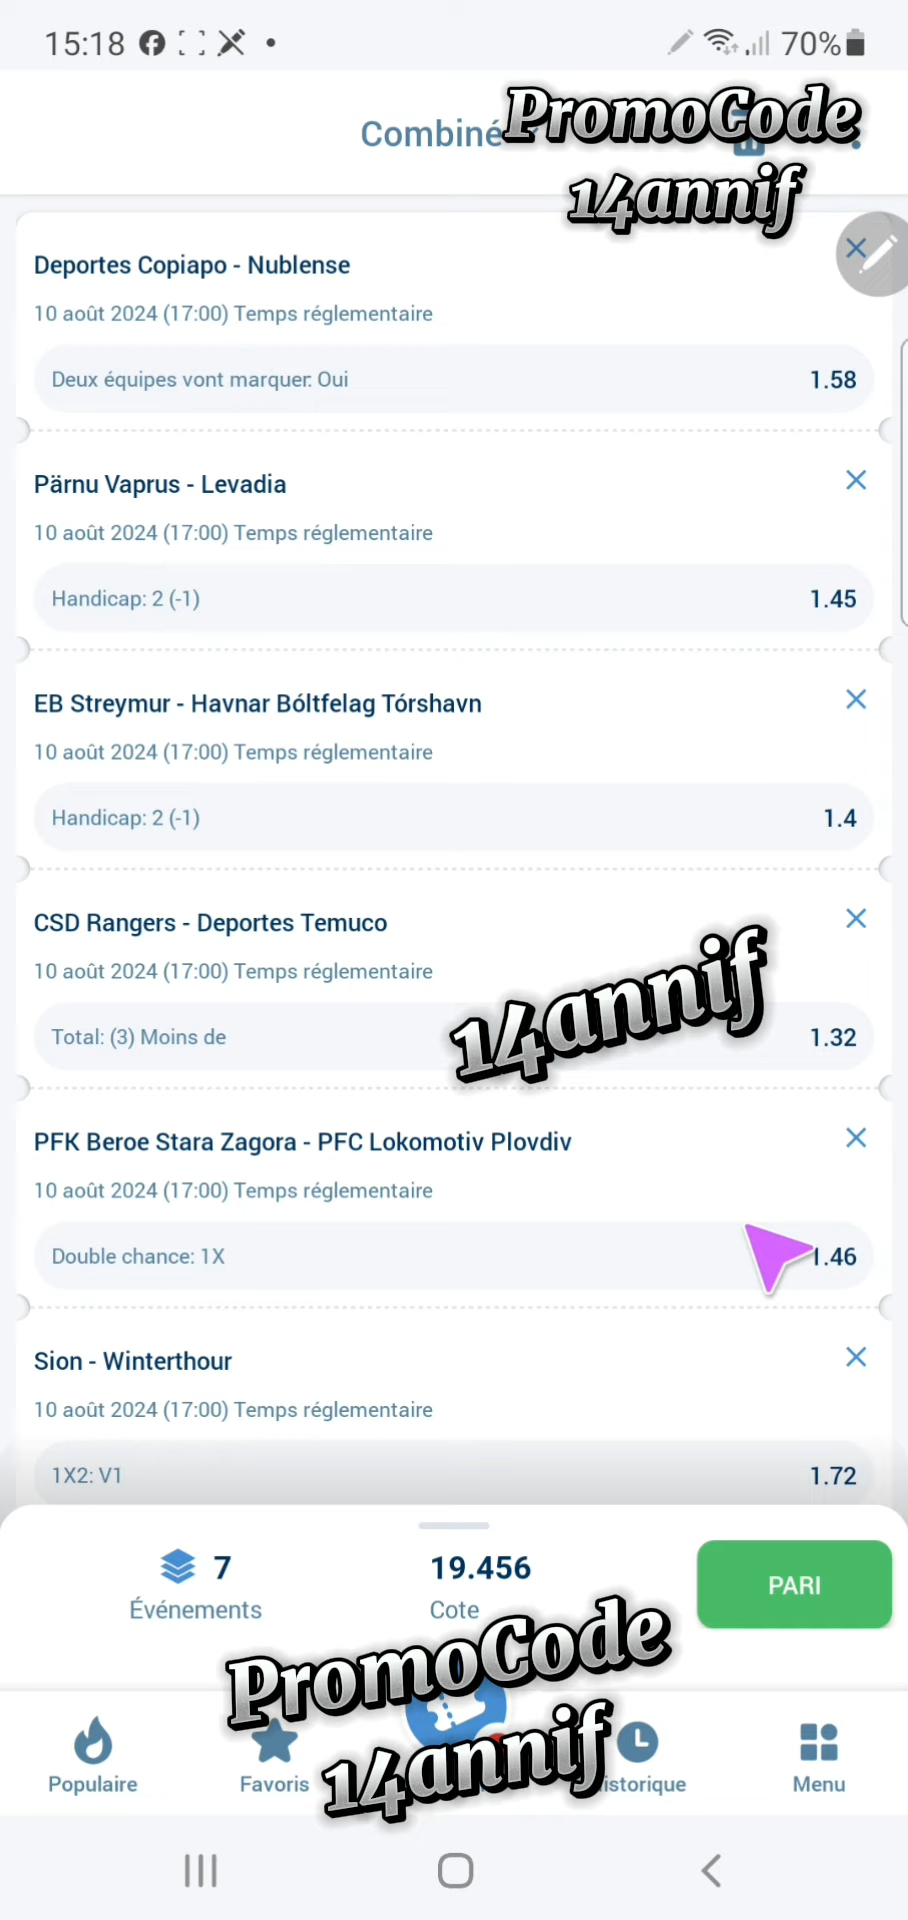 15:18
70%
Combiné
PromoCode
14annif
Deportes Copiapo - Nublense
10 août 2024 (17:00) Temps réglementaire
Deux équipes vont marquer: Oui
1.58
Pärnu Vaprus - Levadia
10 août 2024 (17:00) Temps réglementaire
Handicap: 2 (-1)
1.45
EB Streymur - Havnar Bóltfelag Tórshavn
10 août 2024 (17:00) Temps réglementaire
Handicap: 2 (-1)
1.4
CSD Rangers - Deportes Temuco
10 août 2024 (17:00) Temps réglementaire
14annif
Total: (3) Moins de
1.32
PFK Beroe Stara Zagora - PFC Lokomotiv Plovdiv
10 août 2024 (17:00) Temps réglementaire
Double chance: 1X
1.46
Sion - Winterthour
10 août 2024 (17:00) Temps réglementaire
1X2: V1
1.72
7
Événements
19.456
Cote
PARI
PromoCode
14annif
Populaire
Favoris
istorique
Menu